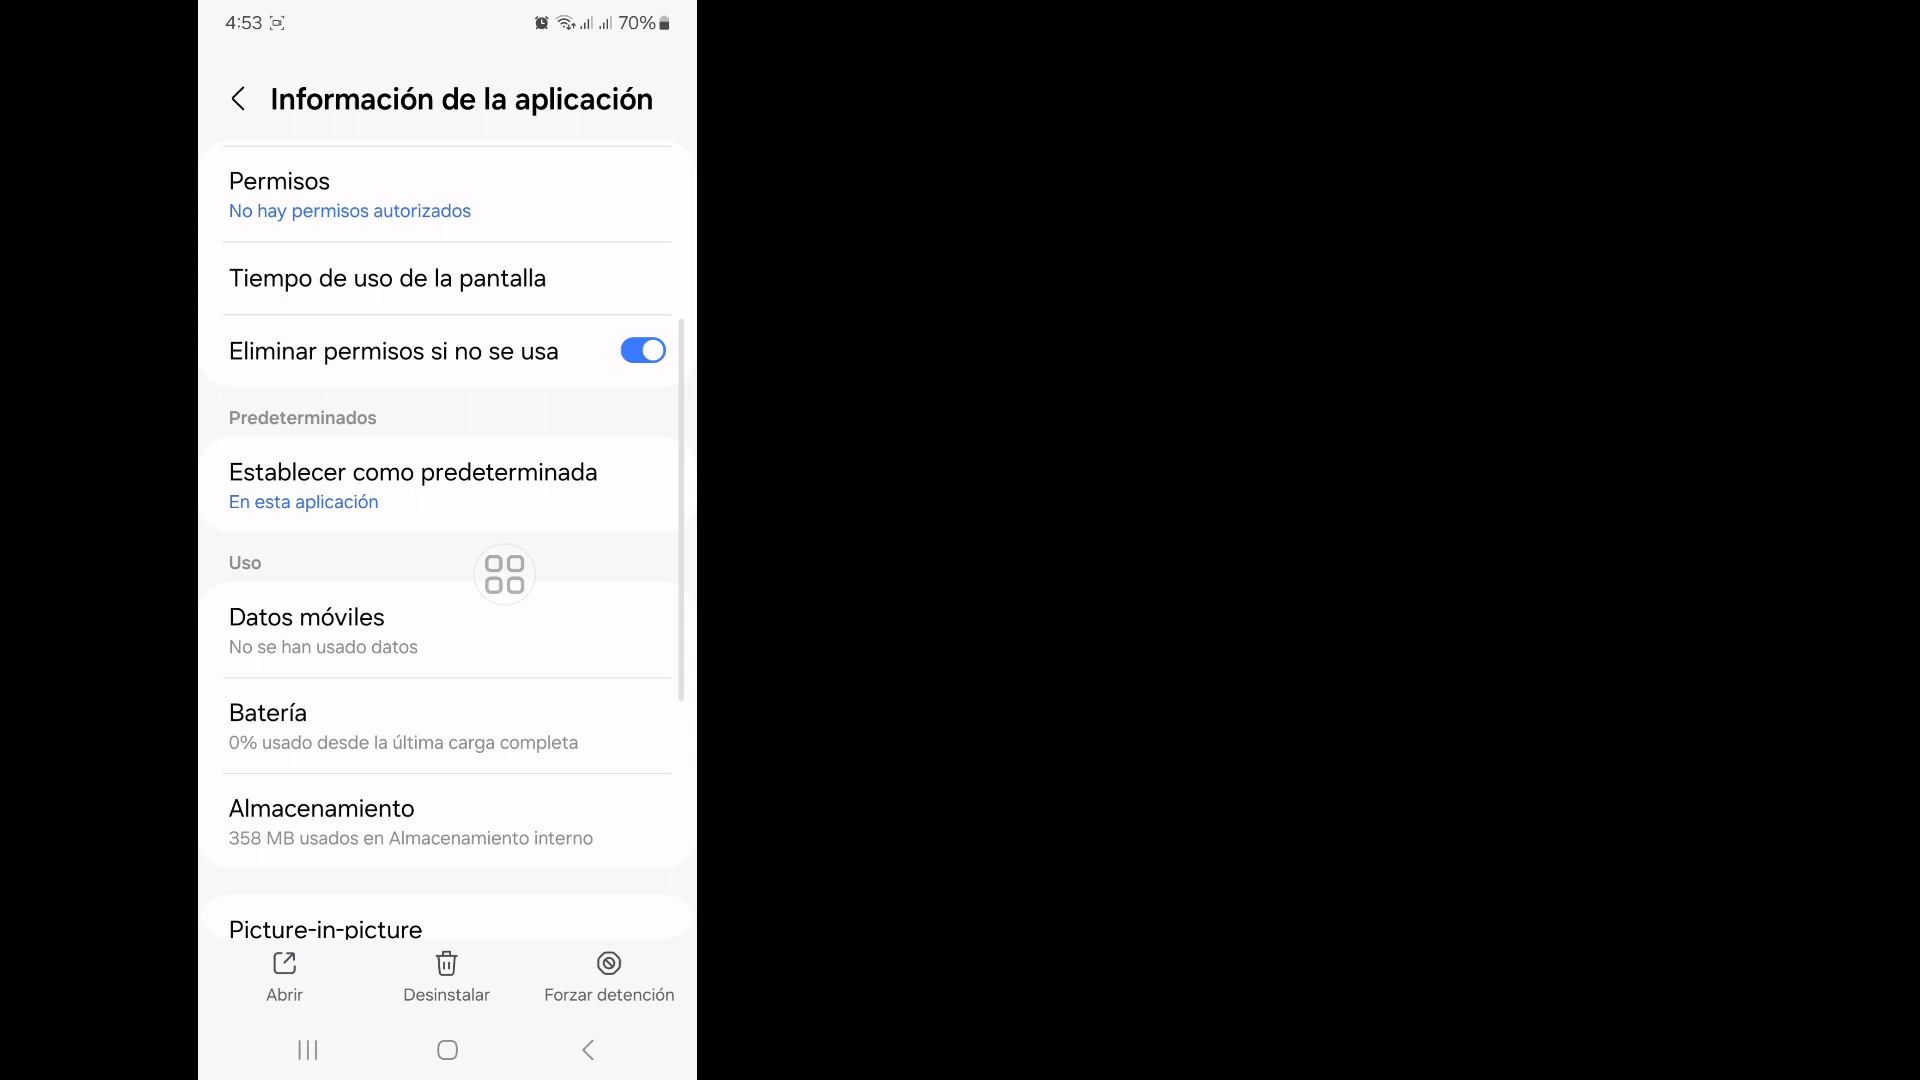 4:53 70%
Información de la aplicación
Permisos
No hay permisos autorizados
Tiempo de uso de la pantalla
Eliminar permisos si no se usa
Predeterminados
Establecer como predeterminada
En esta aplicación
Uso
Datos móviles
No se han usado datos
Batería
0% usado desde la última carga completa
Almacenamiento
358 MB usados en Almacenamiento interno
Picture-in-picture
Abrir Desinstalar Forzar detención